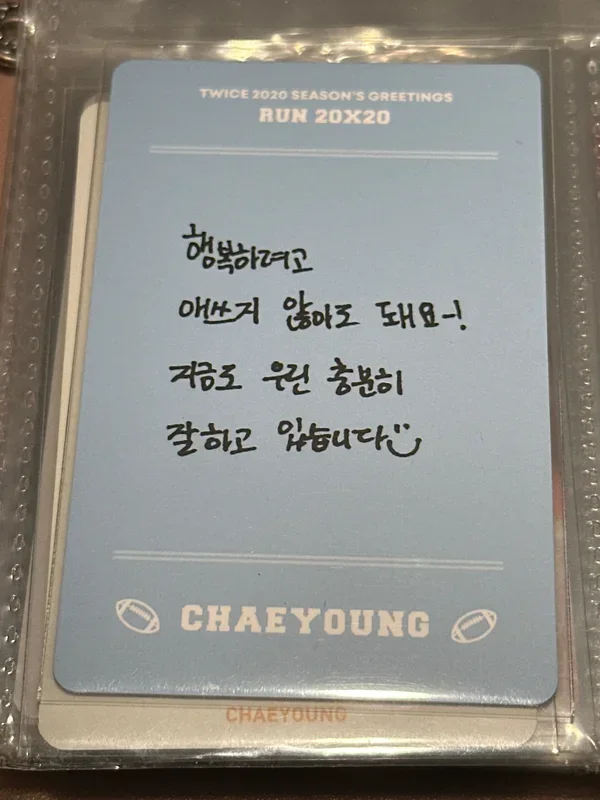 TWICE 2020 SEASON'S GREETINGS
RUN 20X20
행복하려고
애쓰지 않아도 돼요~!
지금도 우린 충분히
잘하고 있습니다
CHAEYOUNG
CHAEYOUNG